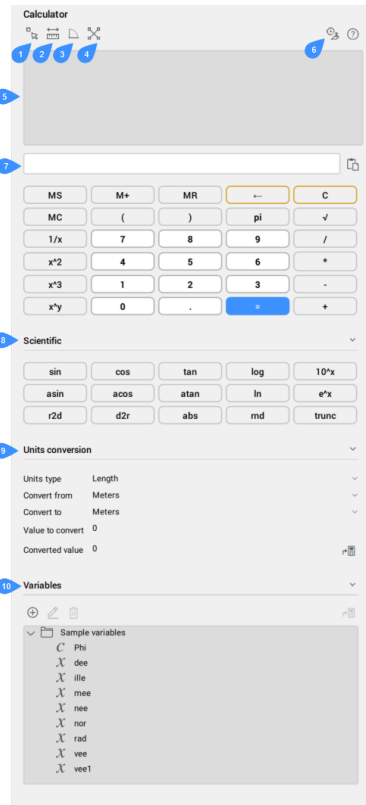 Calculator
1 2 3 4 6
5
7
MS M+ MR ← C
MC ( ) pi √
1/x 7 8 9 /
x^2 4 5 6 *
x^3 1 2 3 -
x^y 0 . = +
8 Scientific
sin cos tan log 10^x
asin acos atan ln e^x
r2d d2r abs rnd trunc
9 Units conversion
Units type Length
Convert from Meters
Convert to Meters
Value to convert 0
Converted value 0
10 Variables
Sample variables
C Phi
X dee
X ille
X mee
X nee
X nor
X rad
X vee
X vee1